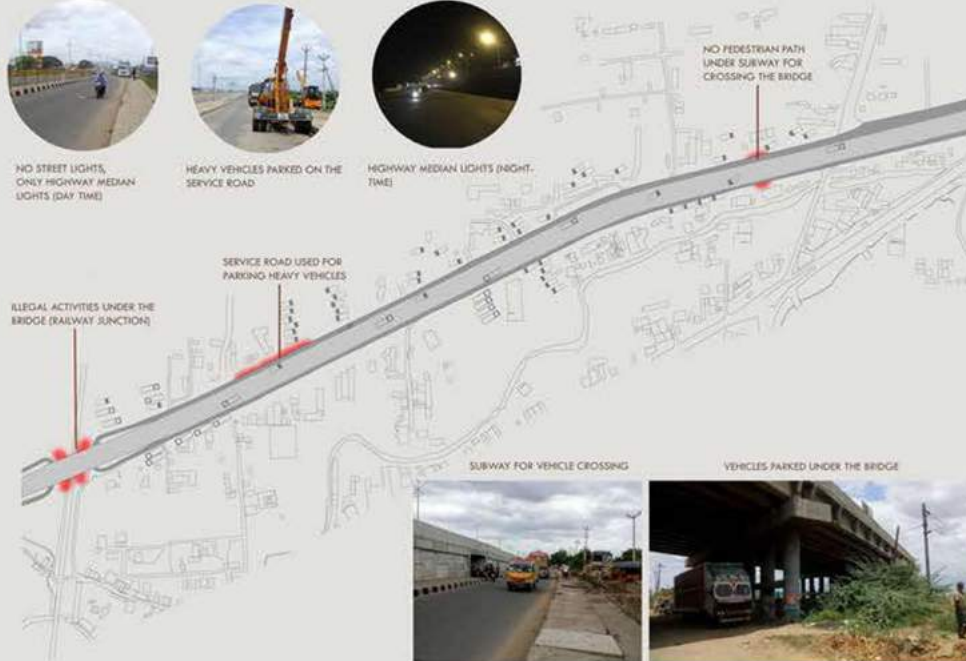 NO STREET LIGHTS,
ONLY HIGHWAY MEDIAN
LIGHTS (DAY TIME)
HEAVY VEHICLES PARKED ON THE
SERVICE ROAD
HIGHWAY MEDIAN LIGHTS (NIGHT-
TIME)
NO PEDESTRIAN PATH
UNDER SUBWAY FOR
CROSSING THE BRIDGE
SERVICE ROAD USED FOR
PARKING HEAVY VEHICLES
ILLEGAL ACTIVITIES UNDER THE
BRIDGE (RAILWAY JUNCTION)
SUBWAY FOR VEHICLE CROSSING
VEHICLES PARKED UNDER THE BRIDGE